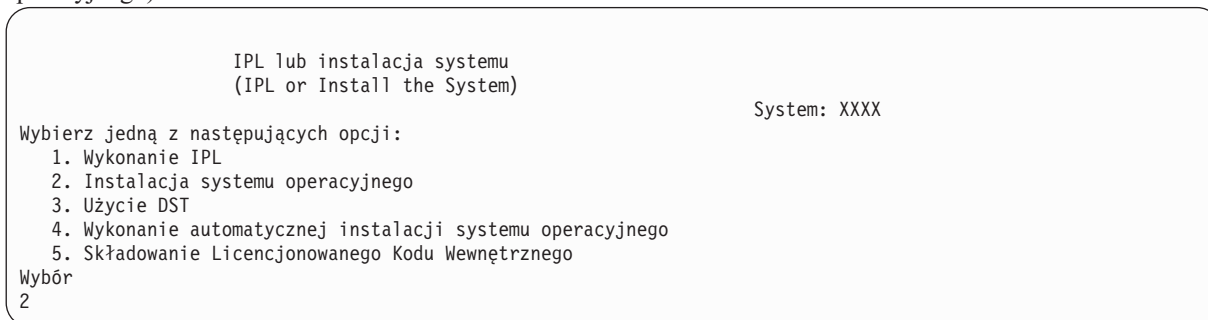 IPL lub instalacja systemu
(IPL or Install the System)
System: XXXX
Wybierz jedną z następujących opcji:
1. Wykonanie IPL
2. Instalacja systemu operacyjnego
3. Użycie DST
4. Wykonanie automatycznej instalacji systemu operacyjnego
5. Składowanie Licencjonowanego Kodu Wewnętrznego
Wybór
2